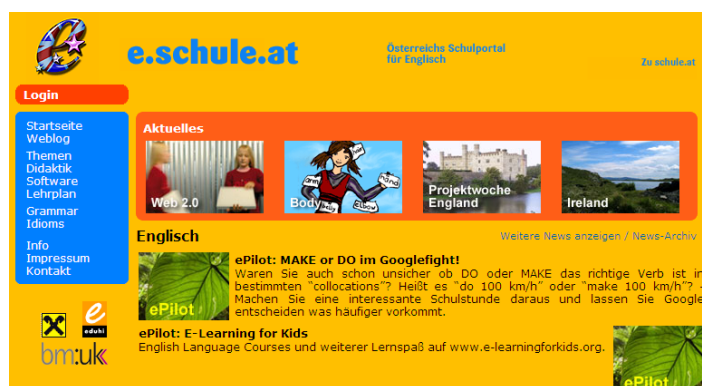 e.schule.at
Österreichs Schulportal
für Englisch
Zu schule.at
Login
Startseite
Weblog
Themen
Didaktik
Software
Lehrplan
Grammar
Idioms
Info
Impressum
Kontakt
eduhi
bm:uk
Aktuelles
Web 2.0
Body
hair
arm
hand
belly
elbow
Projektwoche
England
Ireland
Englisch
Weitere News anzeigen / News-Archiv
ePilot
ePilot: MAKE or DO im Googlefight!
Waren Sie auch schon unsicher ob DO oder MAKE das richtige Verb ist in
bestimmten "collocations"? Heißt es "do 100 km/h" oder "make 100 km/h"? -
Machen Sie eine interessante Schulstunde daraus und lassen Sie Google
entscheiden was häufiger vorkommt.
ePilot: E-Learning for Kids
English Language Courses und weiterer Lernspaß auf www.e-learningforkids.org.
ePilot